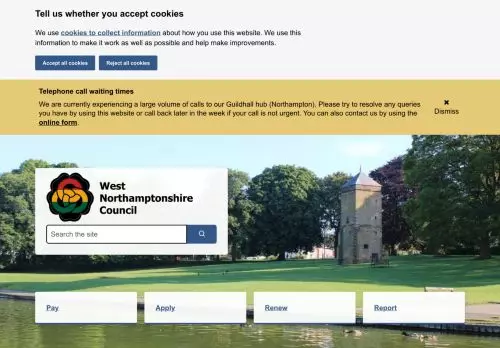 Tell us whether you accept cookies
We use cookies to collect information about how you use this website. We use this
information to make it work as well as possible and help make improvements.
Accept all cookies
Reject all cookies
Telephone call waiting times
We are currently experiencing a large volume of calls to our Guildhall hub (Northampton). Please try to resolve any queries
you have by using this website or call back later in the week if your call is not urgent. You can also contact us by using the
online form.
✖
Dismiss
West
Northamptonshire
Council
Search the site
Pay
Apply
Renew
Report